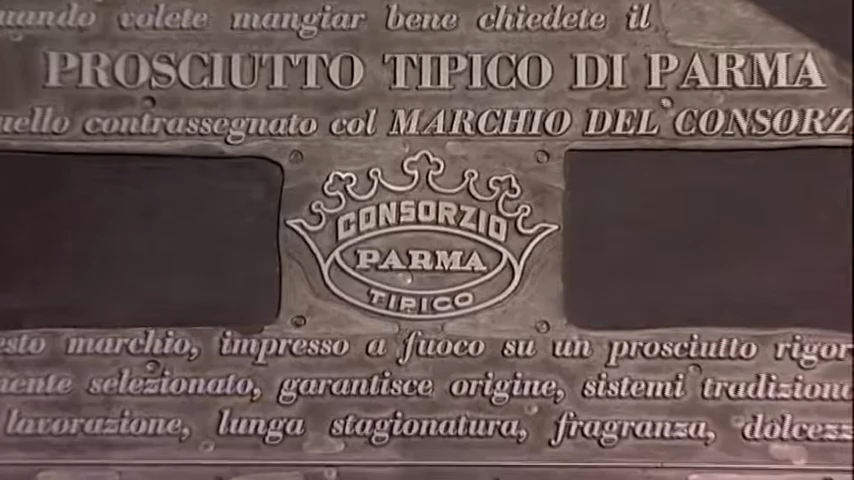 uando volete mangiar bene chiedete il
PROSCIUTTO TIPICO DI PARMA
uello contrassegnato col MARCHIO DEL CONSORZ
CONSORZIO
PARMA
TIPICO
esto marchio, impresso a fuoco su un prosciutto rigor
mente selezionato, garantisce origine, sistemi tradizione
lavorazione, lunga stagionatura, fragranza, dolcezz